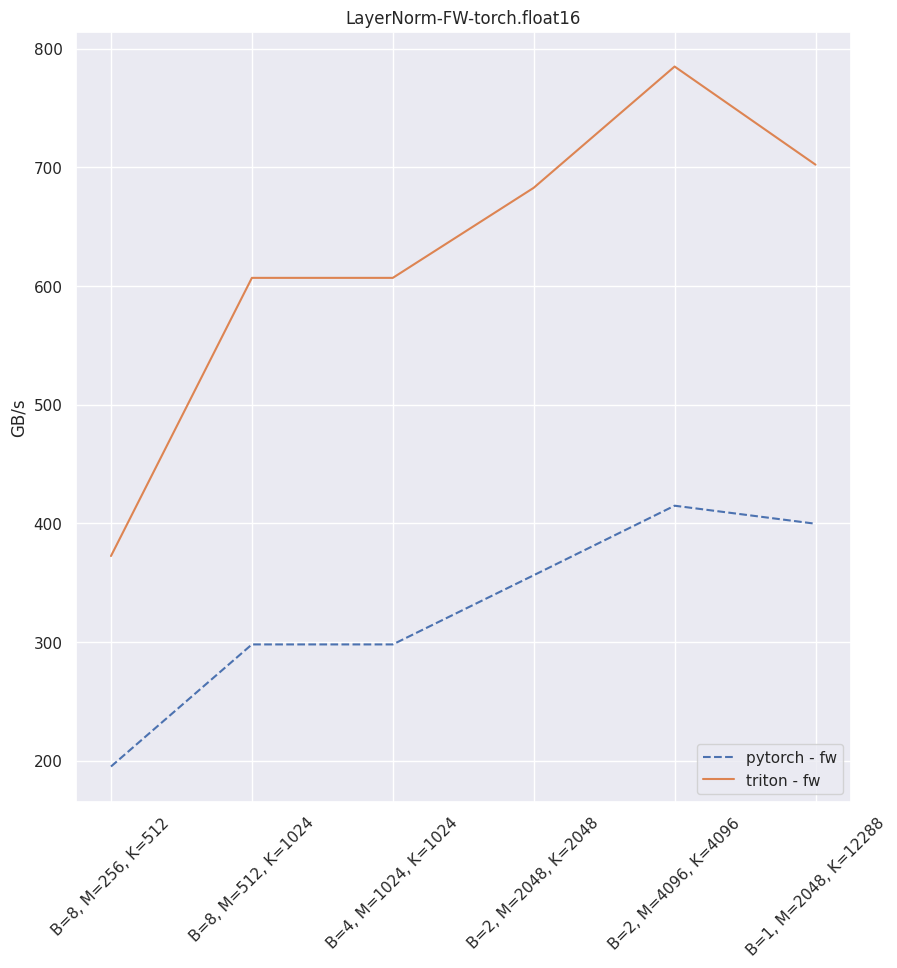 LayerNorm-FW-torch.float16
800
700
600
500
400
300
200
GB/s
pytorch - fw
triton - fw
B=8, M=256, K=512
B=8, M=512, K=1024
B=4, M=1024, K=1024
B=2, M=2048, K=2048
B=2, M=4096, K=4096
B=1, M=2048, K=12288